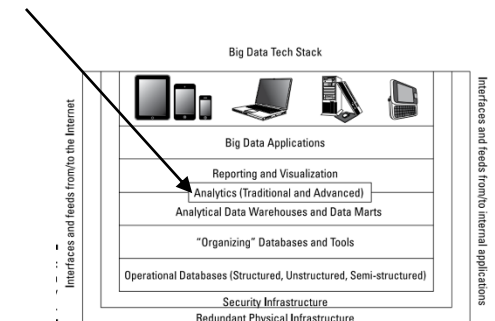 Big Data Tech Stack
Interfaces and feeds from/to the Internet
Interfaces and feeds from/to internal applications
Big Data Applications
Reporting and Visualization
Analytics (Traditional and Advanced)
Analytical Data Warehouses and Data Marts
“Organizing” Databases and Tools
Operational Databases (Structured, Unstructured, Semi-structured)
Security Infrastructure
Redundant Physical Infrastructure